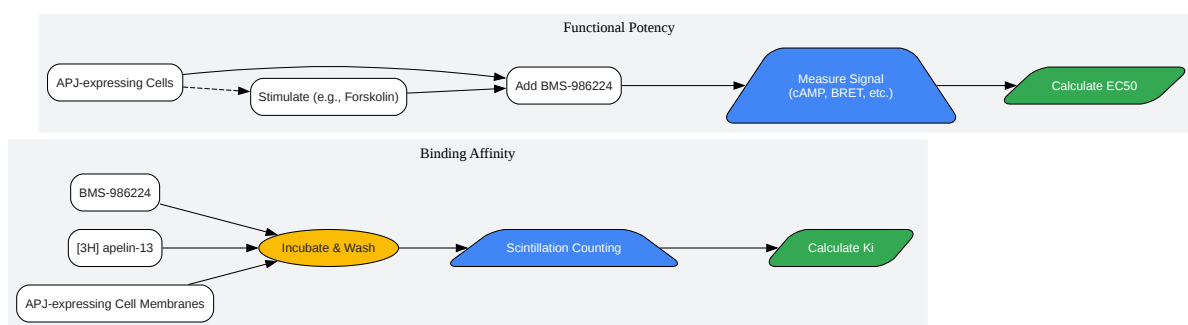 Functional Potency
APJ-expressing Cells
Stimulate (e.g., Forskolin)
Add BMS-986224
Measure Signal
(cAMP, BRET, etc.)
Calculate EC50
Binding Affinity
BMS-986224
[3H] apelin-13
APJ-expressing Cell Membranes
Incubate & Wash
Scintillation Counting
Calculate Ki